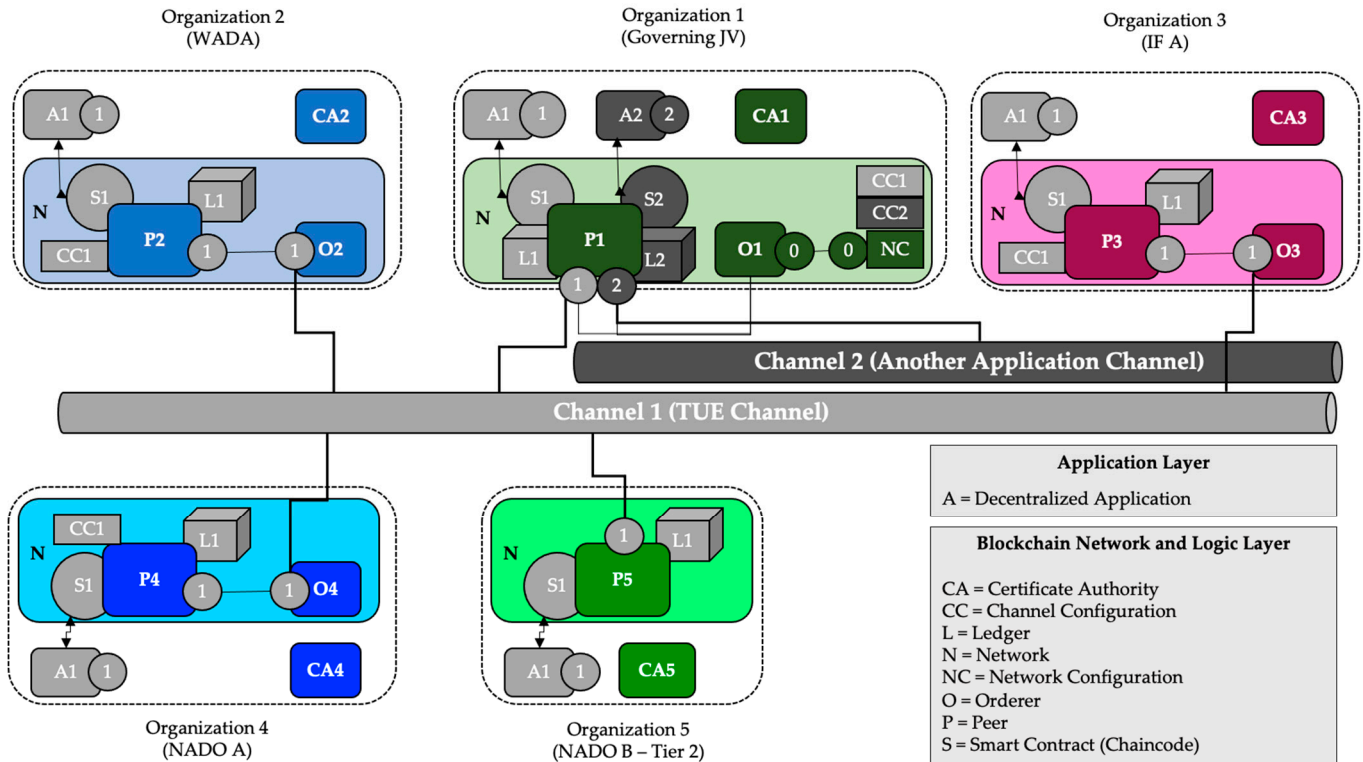 Organization 2
(WADA)
Organization 1
(Governing JV)
Organization 3
(IF A)
A1 1
CA2
N
S1
L1
P2
CC1
1
1
O2
A1 1
A2 2
CA1
N
S1
S2
CC1
CC2
P1
L1
L2
O1
0
0
NC
1
2
A1 1
CA3
N
S1
L1
P3
CC1
1
1
O3
Channel 2 (Another Application Channel)
Channel 1 (TUE Channel)
CC1
L1
N
P4
S1
1
1
O4
A1 1
CA4
Organization 4
(NADO A)
1
L1
N
P5
S1
A1 1
CA5
Organization 5
(NADO B – Tier 2)
Application Layer
A = Decentralized Application
Blockchain Network and Logic Layer
CA = Certificate Authority
CC = Channel Configuration
L = Ledger
N = Network
NC = Network Configuration
O = Orderer
P = Peer
S = Smart Contract (Chaincode)